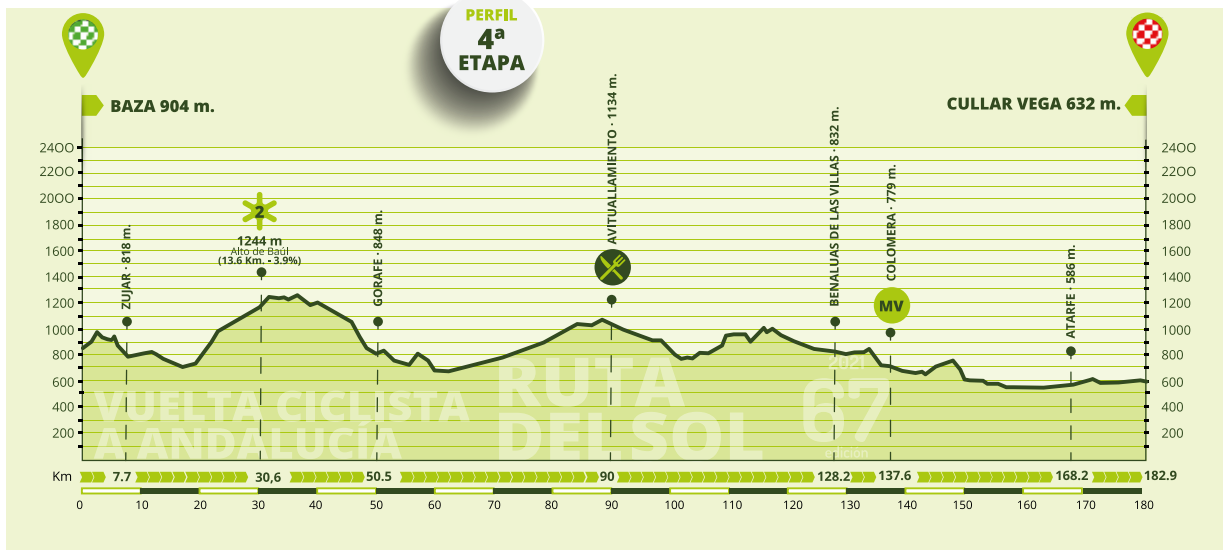 PERFIL
4ª
ETAPA
BAZA 904 m.
CULLAR VEGA 632 m.
2400
2200
2000
1800
1600
1400
1200
1000
800
600
400
200
2400
2200
2000
1800
1600
1400
1200
1000
800
600
400
200
ZUJAR · 818 m.
2
1244 m
Alto de Baúl
(13.6 Km. - 3.9%)
GORAFE · 848 m.
AVITUALLAMIENTO · 1134 m.
BENALUAS DE LAS VILLAS · 832 m.
COLOMERA · 779 m.
MV
ATARFE · 586 m.
VUELTA CICLISTA
A ANDALUCÍA
RUTA
DEL SOL
2021
67
edición
Km 7.7 30,6 50.5 90 128.2 137.6 168.2 182.9
0 10 20 30 40 50 60 70 80 90 100 110 120 130 140 150 160 170 180